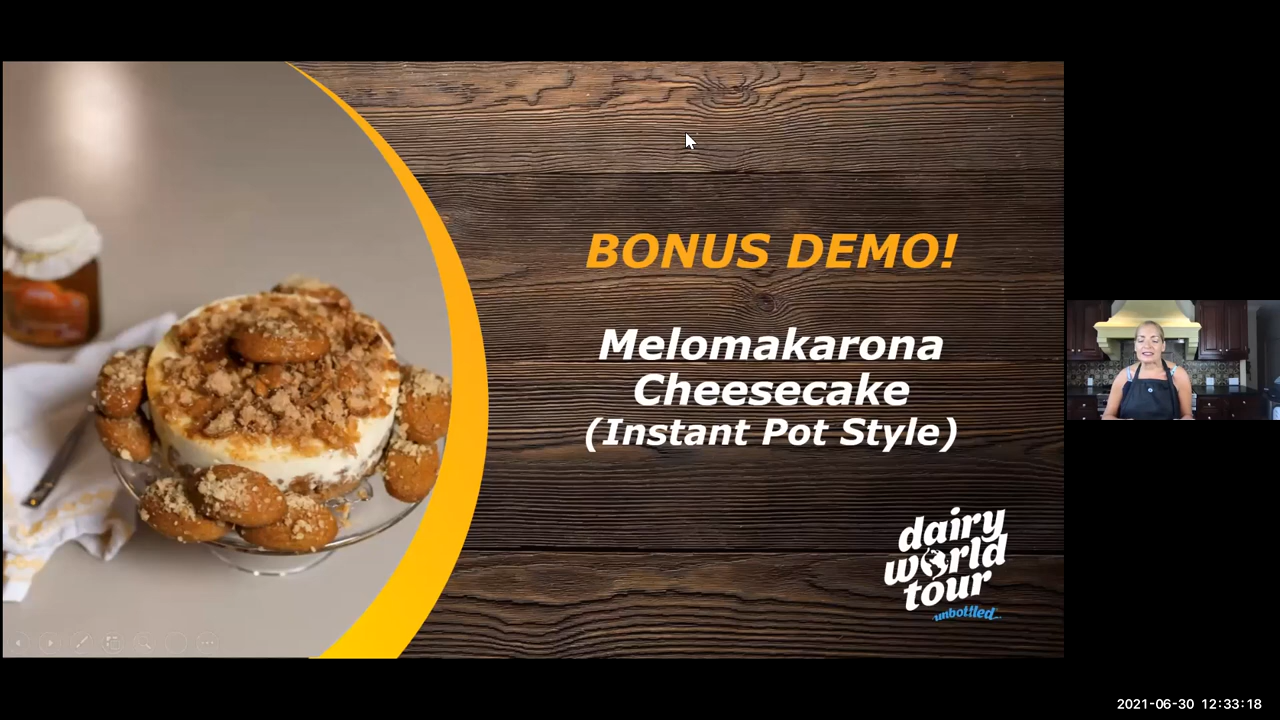 BONUS DEMO!
Melomakarona
Cheesecake
(Instant Pot Style)
dairy
world
tour
unbottled
2021-06-30 12:33:18